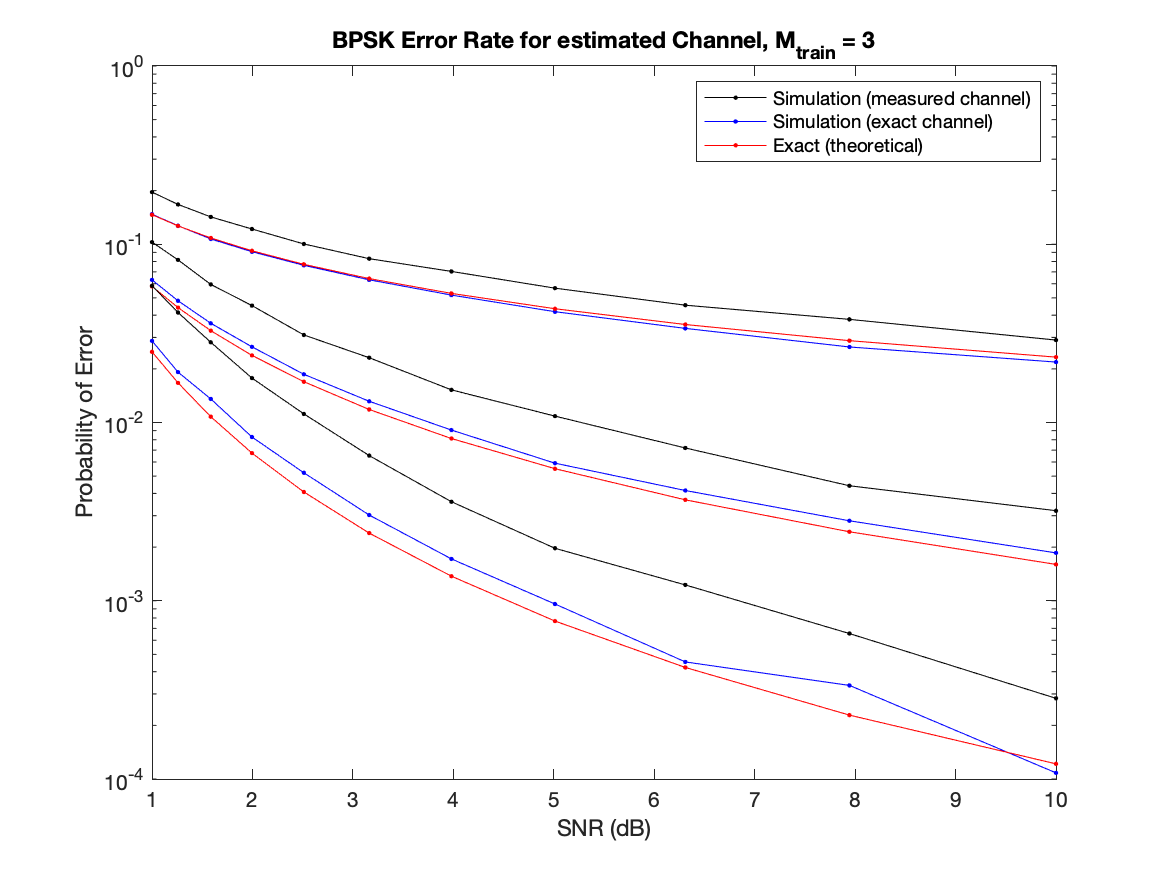 BPSK Error Rate for estimated Channel, M_train = 3
Simulation (measured channel)
Simulation (exact channel)
Exact (theoretical)
Probability of Error
10^0
10^-1
10^-2
10^-3
10^-4
1 2 3 4 5 6 7 8 9 10
SNR (dB)